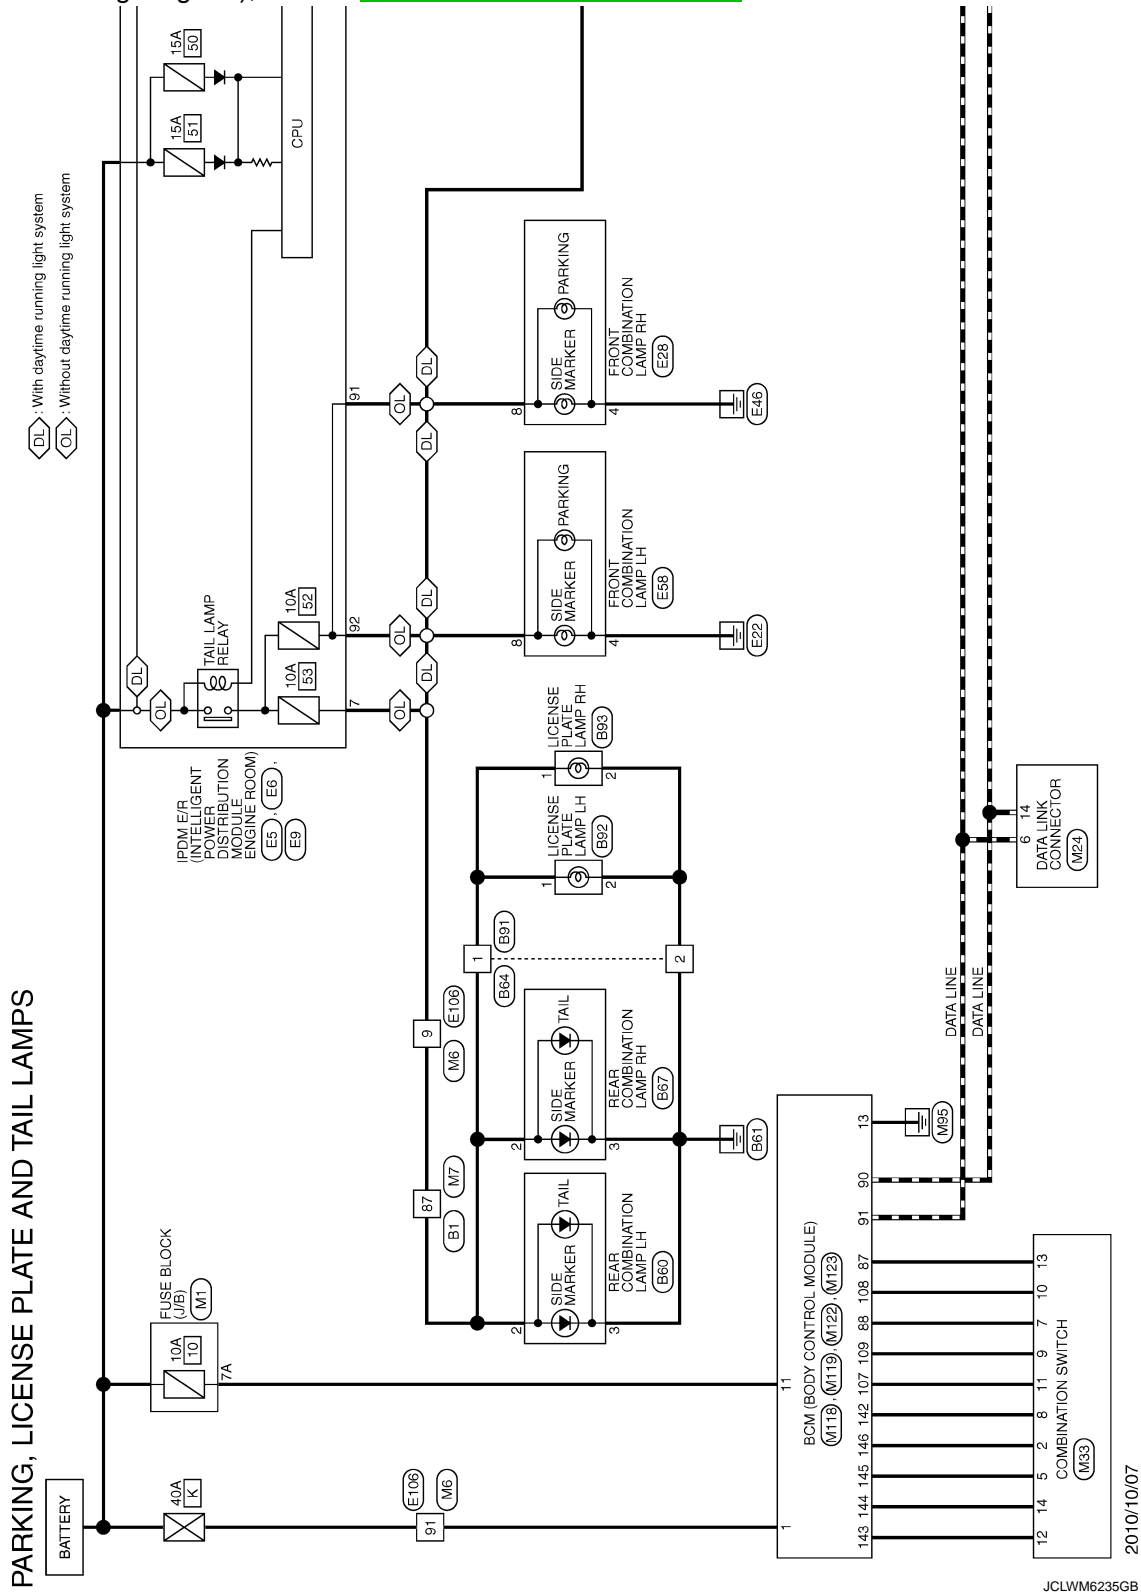 PARKING, LICENSE PLATE AND TAIL LAMPS
BATTERY
40A
K
E106
91
M6
FUSE BLOCK
(J/B)
M1
10A
10
7A
DL : With daytime running light system
OL : Without daytime running light system
IPDM E/R
(INTELLIGENT
POWER
DISTRIBUTION
MODULE
ENGINE ROOM)
E5 , E6 ,
E9
DL
OL
TAIL LAMP
RELAY
10A
53
10A
52
15A
51
15A
50
CPU
7
92
91
OL
OL
OL
DL
DL
DL
DL
87
B1
M7
9
M6
E106
2
SIDE
MARKER
TAIL
3
REAR
COMBINATION
LAMP LH
B60
2
SIDE
MARKER
TAIL
3
REAR
COMBINATION
LAMP RH
B67
B61
1
B64
B91
2
1
2
LICENSE
PLATE
LAMP LH
B92
1
2
LICENSE
PLATE
LAMP RH
B93
8
SIDE
MARKER
PARKING
4
FRONT
COMBINATION
LAMP LH
E58
E22
8
SIDE
MARKER
PARKING
4
FRONT
COMBINATION
LAMP RH
E28
E46
1
11
BCM (BODY CONTROL MODULE)
M118 , M119 , M122 , M123
143 144 145 146 142 107 109 88 108 87 91 90 13
M95
DATA LINE
DATA LINE
12 14 5 2 8 11 9 7 10 13
COMBINATION SWITCH
M33
6 14
DATA LINK
CONNECTOR
M24
2010/10/07
JCLWM6235GB